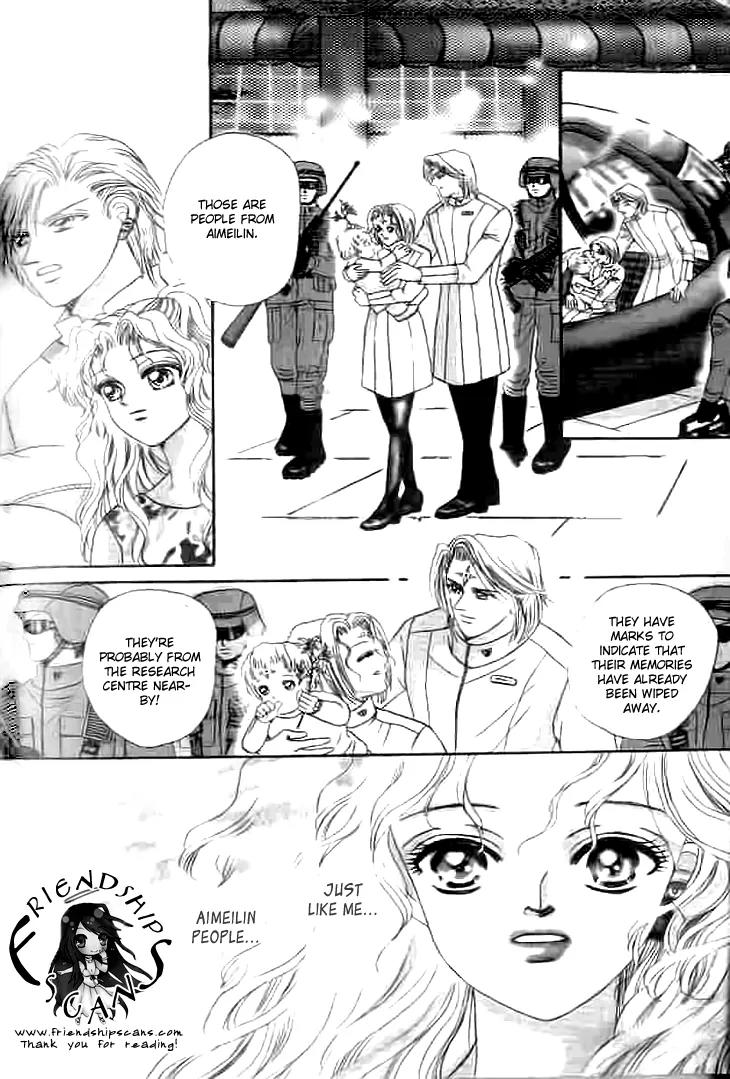 THOSE ARE
PEOPLE FROM
AIMEILIN.
THEY HAVE
MARKS TO
INDICATE THAT
THEIR MEMORIES
HAVE ALREADY
BEEN WIPED
AWAY.
THEY'RE
PROBABLY FROM
THE RESEARCH
CENTRE NEAR-
BY!
JUST
LIKE ME...
AIMEILIN
PEOPLE...
FRIENDSHIPS
SCANS
www.friendshipscans.com
Thank you for reading!